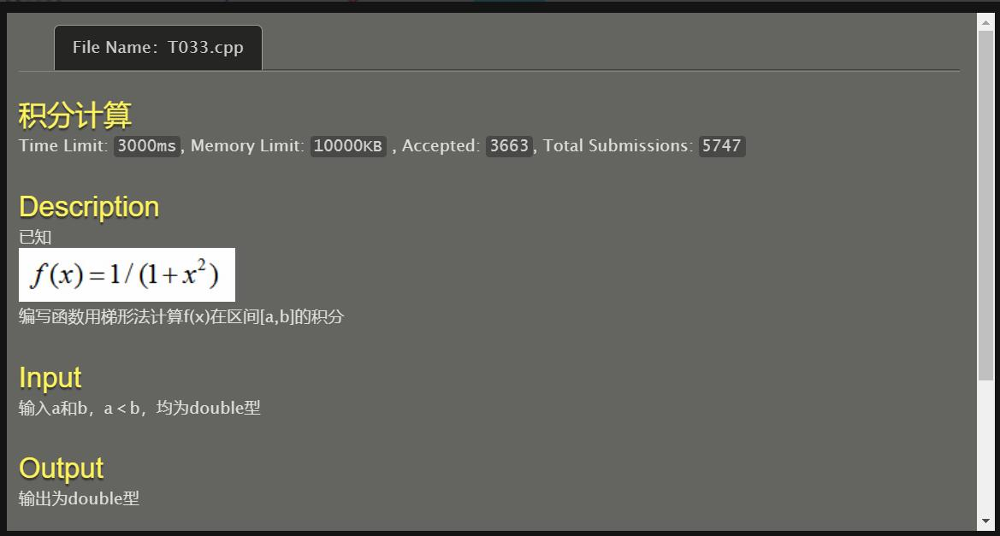 File Name：T033.cpp
积分计算
Time Limit: 3000ms, Memory Limit: 10000KB , Accepted: 3663, Total Submissions: 5747
Description
已知
f(x)=1/(1+x²)
编写函数用梯形法计算f(x)在区间[a,b]的积分
Input
输入a和b，a < b，均为double型
Output
输出为double型